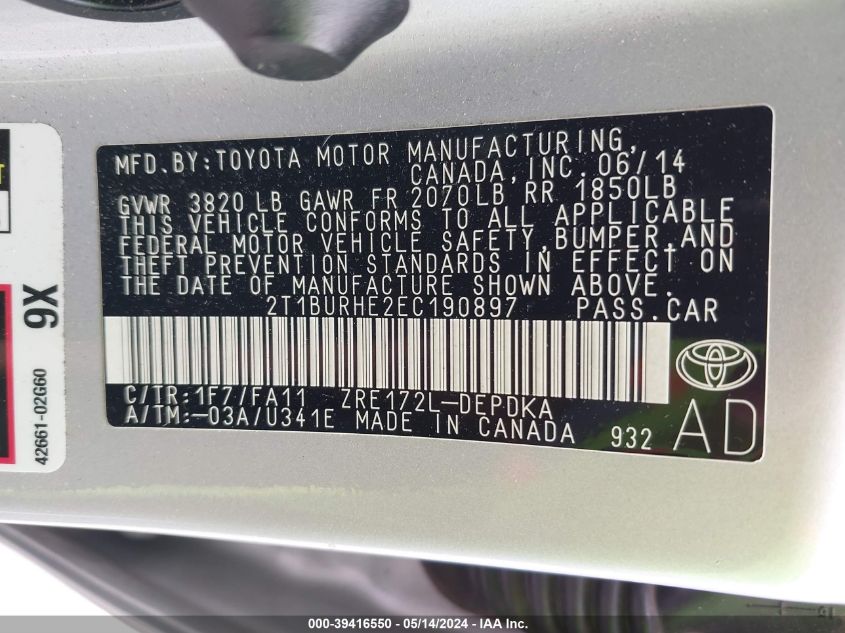 MFD.BY:TOYOTA MOTOR MANUFACTURING,
CANADA, INC. 06/14
GVWR 3820 LB GAWR FR 2070LB RR 1850LB
THIS VEHICLE CONFORMS TO ALL APPLICABLE
FEDERAL MOTOR VEHICLE SAFETY, BUMPER, AND
THEFT PREVENTION STANDARDS IN EFFECT ON
THE DATE OF MANUFACTURE SHOWN ABOVE.
2T1BURHE2EC190897 PASS.CAR
C/TR:1F7/FA11 ZRE172L-DEPDKA
A/TM:-03A/U341E MADE IN CANADA 932
AD
9X
42661-02G60
000-39416550 - 05/14/2024 - IAA Inc.